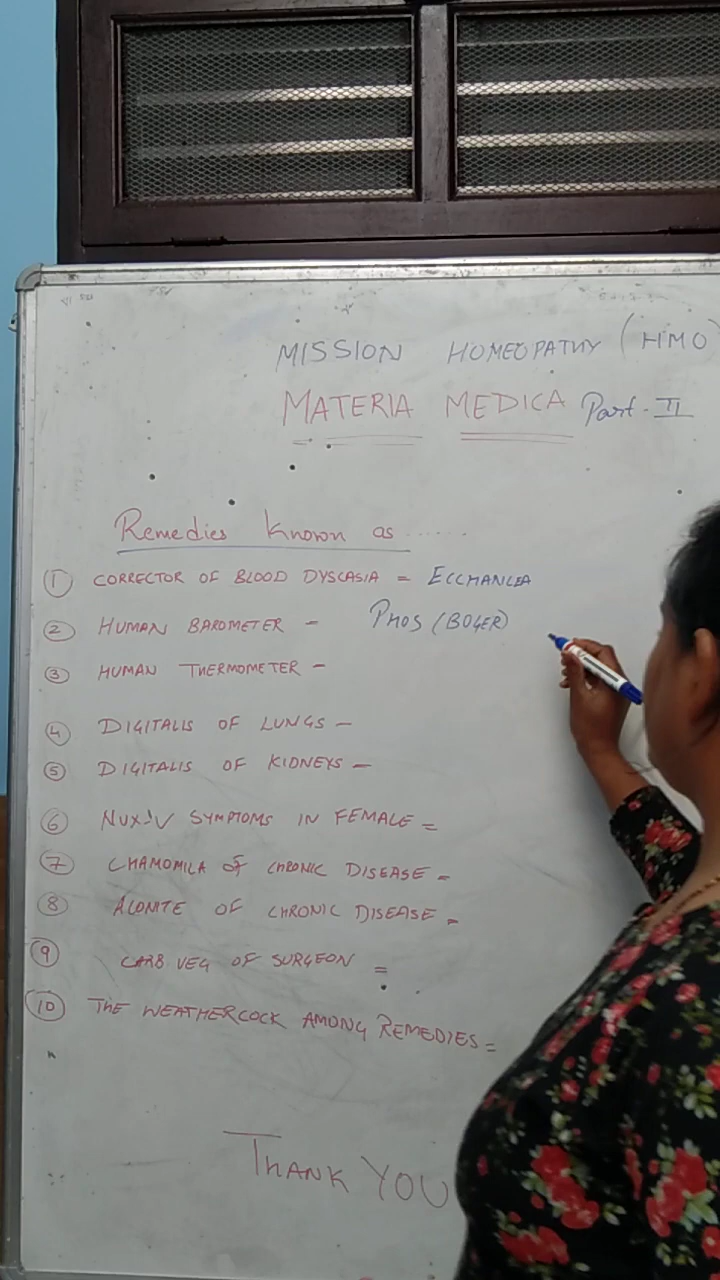 MISSION HOMEOPATHY (HMO)
MATERIA MEDICA Part-II
Remedies Known as ......
① CORRECTOR OF BLOOD DYSCASIA = ECCHANCEA
② HUMAN BAROMETER - PHOS (BOGER)
③ HUMAN THERMOMETER -
④ DIGITALIS OF LUNGS -
⑤ DIGITALIS OF KIDNEYS -
⑥ NUX-V SYMPTOMS IN FEMALE =
⑦ CHAMOMILA of CHRONIC DISEASE =
⑧ ACONITE OF CHRONIC DISEASE =
⑨ CARB VEG OF SURGEON =
⑩ THE WEATHERCOCK AMONG REMEDIES =
THANK YOU